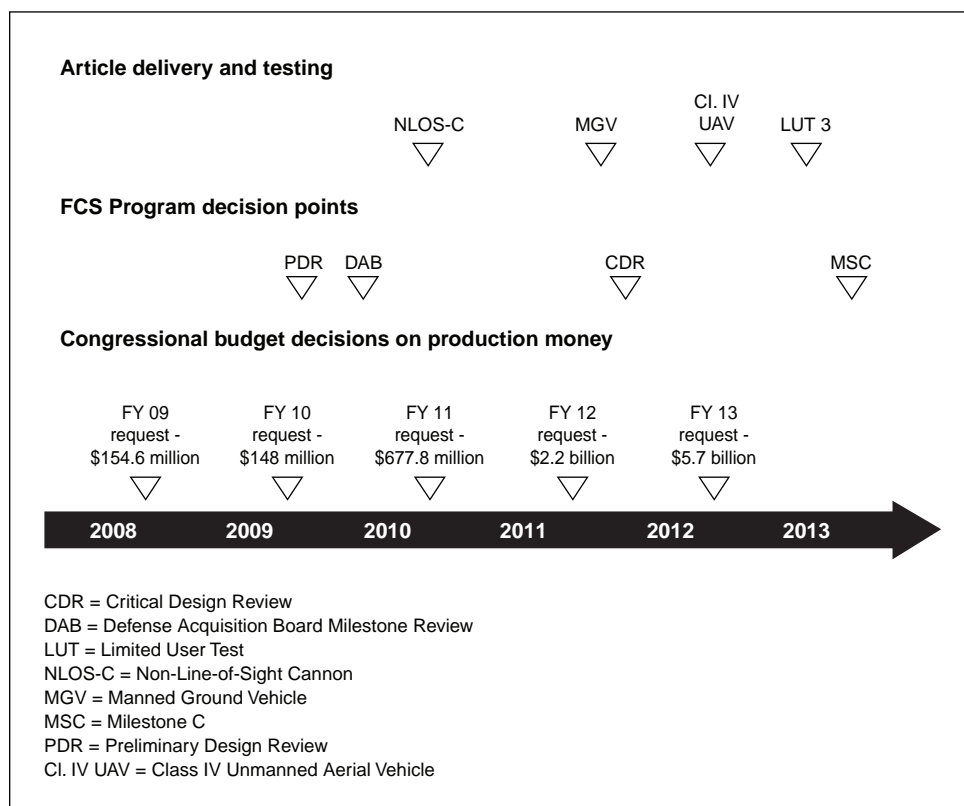 Article delivery and testing
NLOS-C
MGV
Cl. IV
UAV
LUT 3
FCS Program decision points
PDR
DAB
CDR
MSC
Congressional budget decisions on production money
FY 09
request -
$154.6 million
FY 10
request -
$148 million
FY 11
request -
$677.8 million
FY 12
request -
$2.2 billion
FY 13
request -
$5.7 billion
2008 2009 2010 2011 2012 2013
CDR = Critical Design Review
DAB = Defense Acquisition Board Milestone Review
LUT = Limited User Test
NLOS-C = Non-Line-of-Sight Cannon
MGV = Manned Ground Vehicle
MSC = Milestone C
PDR = Preliminary Design Review
Cl. IV UAV = Class IV Unmanned Aerial Vehicle